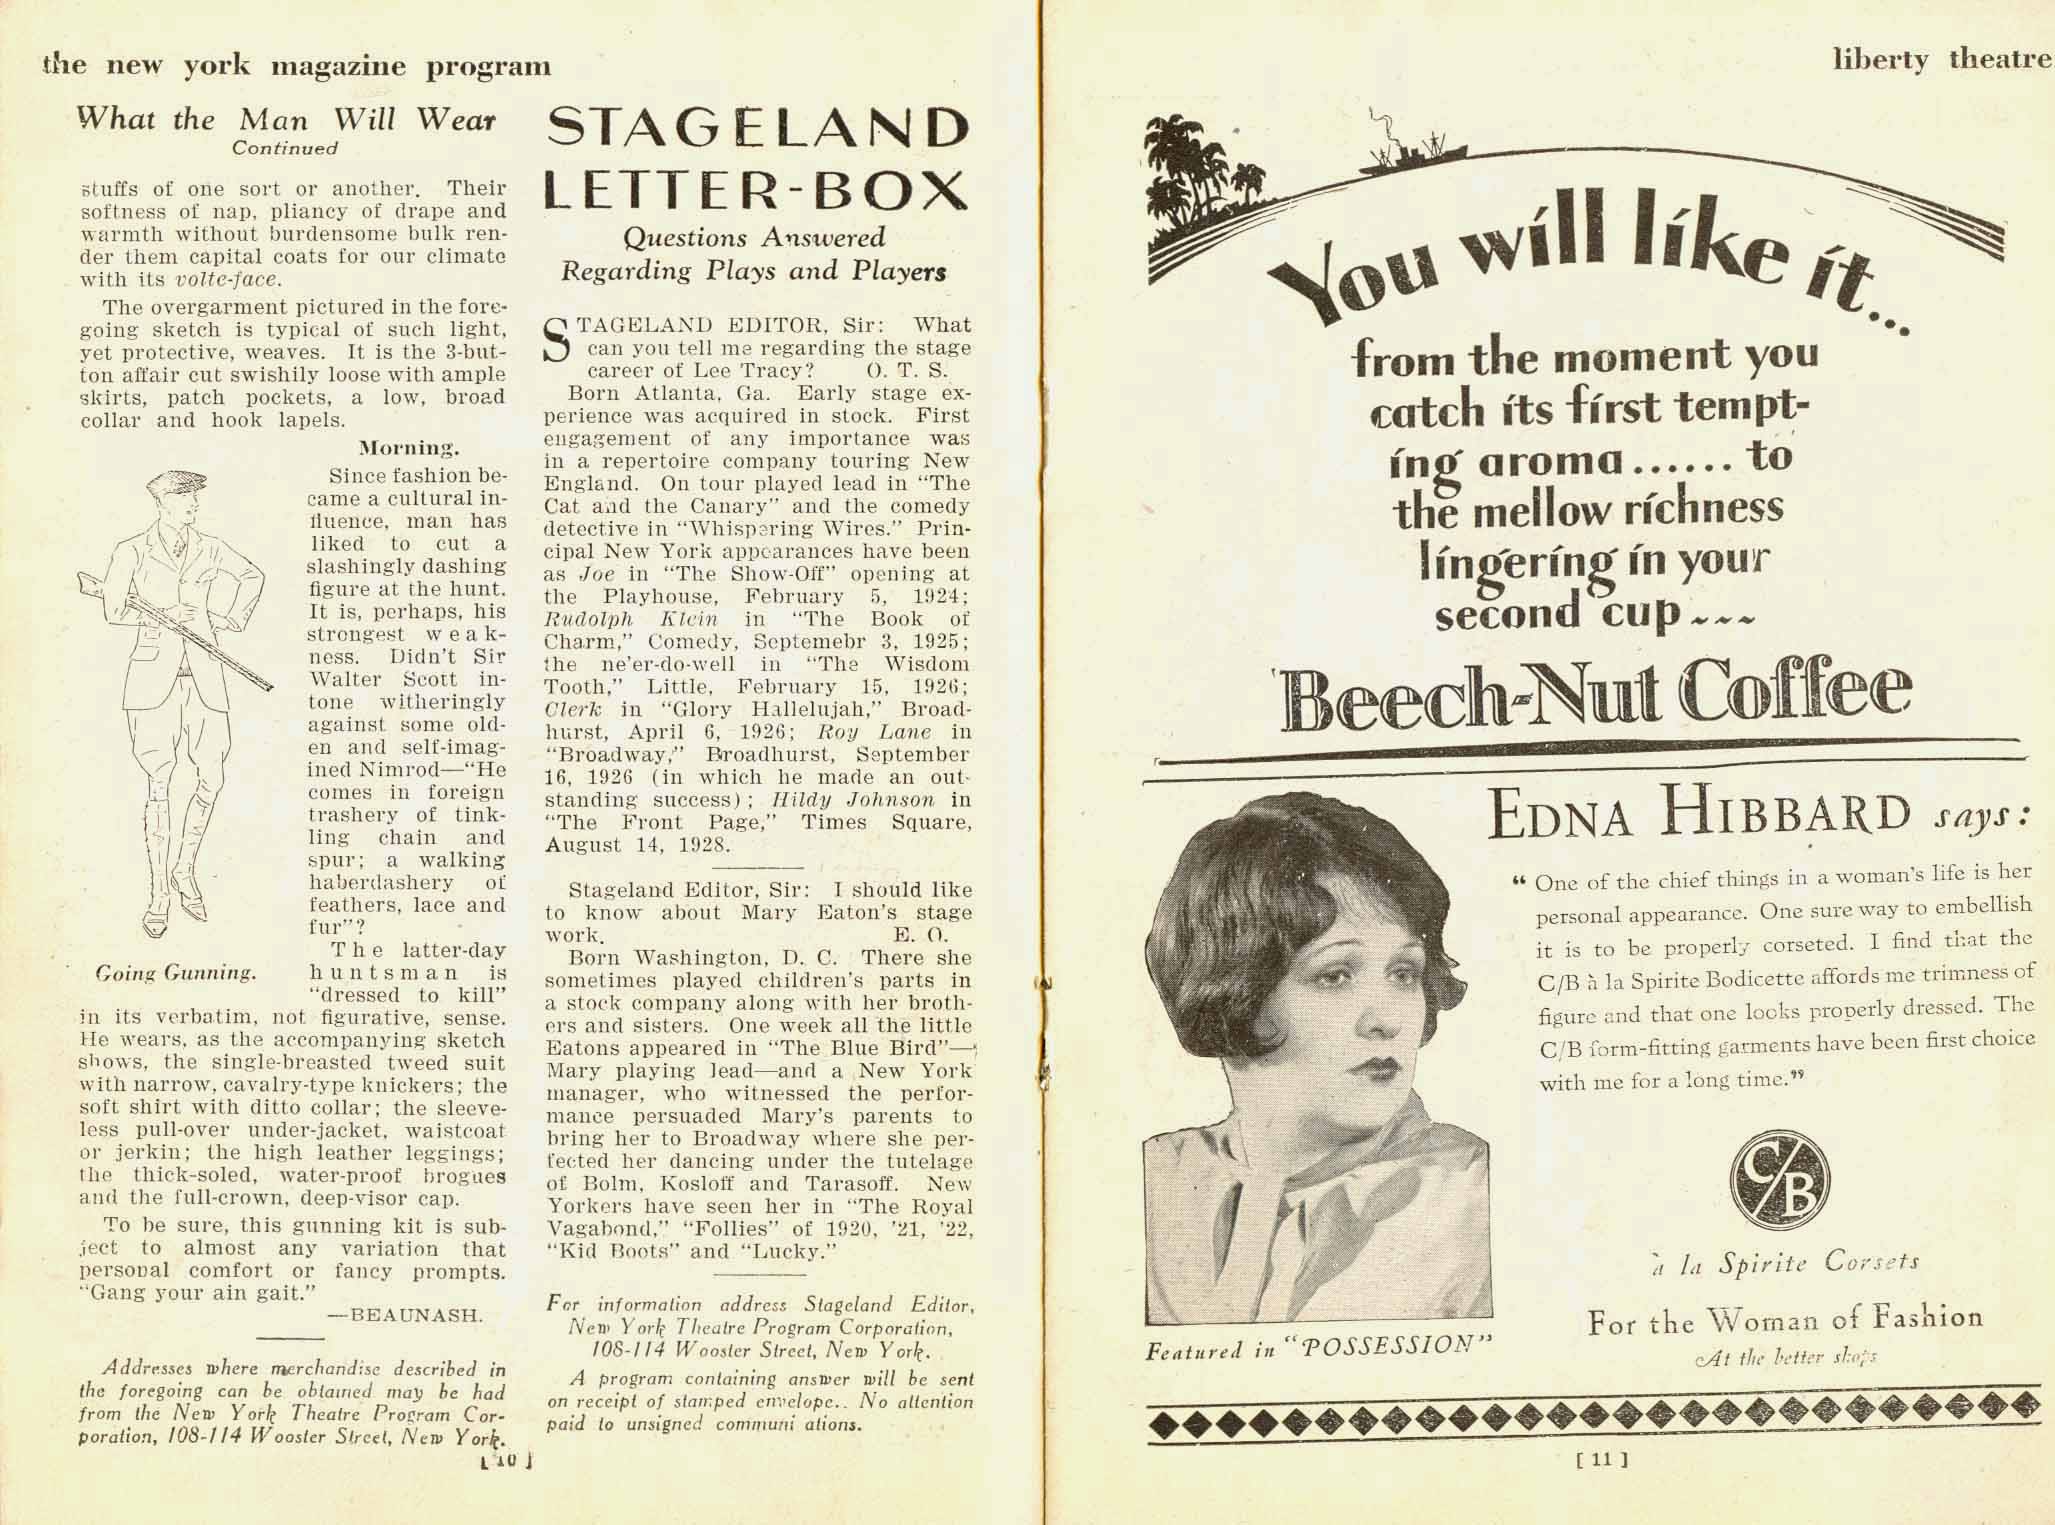 the new york magazine program
What the Man Will Wear
Continued
stuffs of one sort or another. Their
softness of nap, pliancy of drape and
warmth without burdensome bulk ren-
der them capital coats for our climate
with its volte-face.
The overgarment pictured in the fore-
going sketch is typical of such light,
yet protective, weaves. It is the 3-but-
ton affair cut swishily loose with ample
skirts, patch pockets, a low, broad
collar and hook lapels.
Morning.
Since fashion be-
came a cultural in-
fluence, man has
liked to cut a
slashingly dashing
figure at the hunt.
It is, perhaps, his
strongest weak-
ness. Didn't Sir
Walter Scott in-
tone witheringly
against some old-
en and self-imag-
ined Nimrod—"He
comes in foreign
trashery of tink-
ling chain and
spur; a walking
haberdashery of
feathers, lace and
fur"?
The latter-day
huntsman is
"dressed to kill"
Going Gunning.
in its verbatim, not figurative, sense.
He wears, as the accompanying sketch
shows, the single-breasted tweed suit
with narrow, cavalry-type knickers; the
soft shirt with ditto collar; the sleeve-
less pull-over under-jacket, waistcoat
or jerkin; the high leather leggings;
the thick-soled, water-proof brogues
and the full-crown, deep-visor cap.
To be sure, this gunning kit is sub-
ject to almost any variation that
personal comfort or fancy prompts.
"Gang your ain gait."
—BEAUNASH.
Addresses where merchandise described in
the foregoing can be obtained may be had
from the New York Theatre Program Cor-
poration, 108-114 Wooster Street, New York.
[ 10 ]
STAGELAND
LETTER-BOX
Questions Answered
Regarding Plays and Players
STAGELAND EDITOR, Sir: What
can you tell me regarding the stage
career of Lee Tracy? O. T. S.
Born Atlanta, Ga. Early stage ex-
perience was acquired in stock. First
engagement of any importance was
in a repertoire company touring New
England. On tour played lead in "The
Cat and the Canary" and the comedy
detective in "Whispering Wires." Prin-
cipal New York appearances have been
as Joe in "The Show-Off" opening at
the Playhouse, February 5, 1924;
Rudolph Klein in "The Book of
Charm," Comedy, Septemebr 3, 1925;
the ne'er-do-well in "The Wisdom
Tooth," Little, February 15, 1926;
Clerk in "Glory Hallelujah," Broad-
hurst, April 6, 1926; Roy Lane in
"Broadway," Broadhurst, September
16, 1926 (in which he made an out-
standing success); Hildy Johnson in
"The Front Page," Times Square,
August 14, 1928.
Stageland Editor, Sir: I should like
to know about Mary Eaton's stage
work. E. O.
Born Washington, D. C. There she
sometimes played children's parts in
a stock company along with her broth-
ers and sisters. One week all the little
Eatons appeared in "The Blue Bird"—
Mary playing lead—and a New York
manager, who witnessed the perfor-
mance persuaded Mary's parents to
bring her to Broadway where she per-
fected her dancing under the tutelage
of Bolm, Kosloff and Tarasoff. New
Yorkers have seen her in "The Royal
Vagabond," "Follies" of 1920, '21, '22,
"Kid Boots" and "Lucky."
For information address Stageland Editor,
New York Theatre Program Corporation,
108-114 Wooster Street, New York.
A program containing answer will be sent
on receipt of stamped envelope.. No attention
paid to unsigned communi ations.
liberty theatre
You will like it...
from the moment you
catch its first tempt-
ing aroma...... to
the mellow richness
lingering in your
second cup ~~~
Beech-Nut Coffee
EDNA HIBBARD says:
"One of the chief things in a woman's life is her
personal appearance. One sure way to embellish
it is to be properly corseted. I find that the
C/B à la Spirite Bodicette affords me trimness of
figure and that one looks properly dressed. The
C/B form-fitting garments have been first choice
with me for a long time."
C/B
à la Spirite Corsets
For the Woman of Fashion
At the better shops
Featured in "POSSESSION"
[ 11 ]